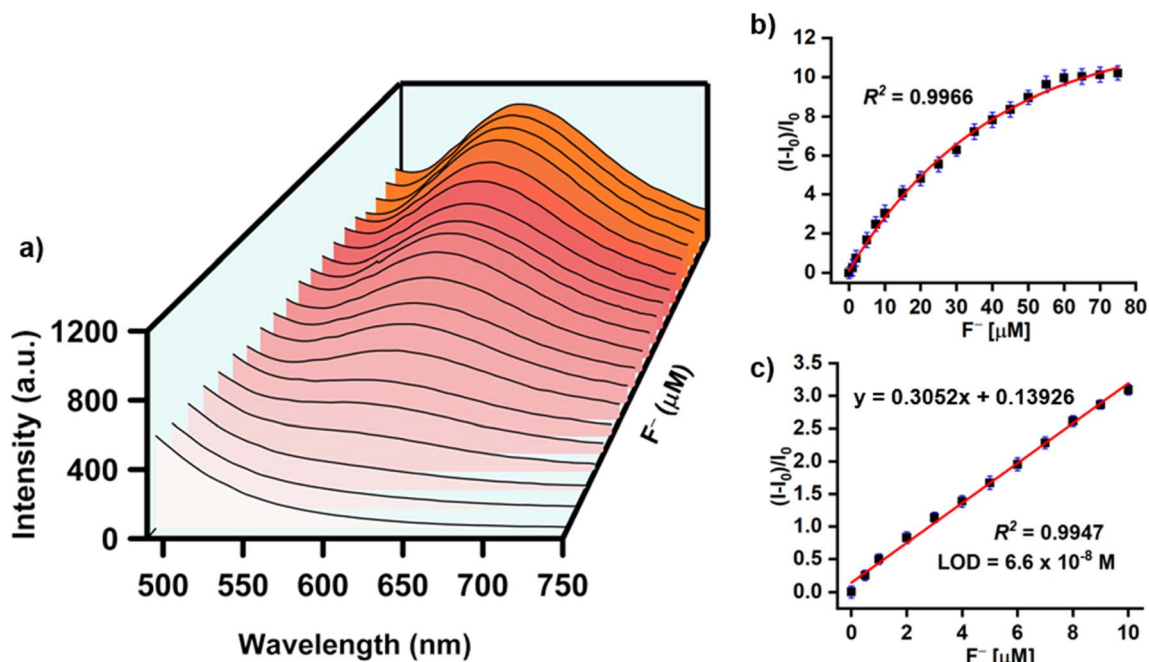 a)
Intensity (a.u.)
1200
800
400
0
500 550 600 650 700 750
Wavelength (nm)
F⁻ (μM)
b)
(I-I₀)/I₀
12
10
8
6
4
2
0
R² = 0.9966
0 10 20 30 40 50 60 70 80
F⁻ [μM]
c)
(I-I₀)/I₀
3.5
3.0
2.5
2.0
1.5
1.0
0.5
0.0
y = 0.3052x + 0.13926
R² = 0.9947
LOD = 6.6 x 10⁻⁸ M
0 2 4 6 8 10
F⁻ [μM]